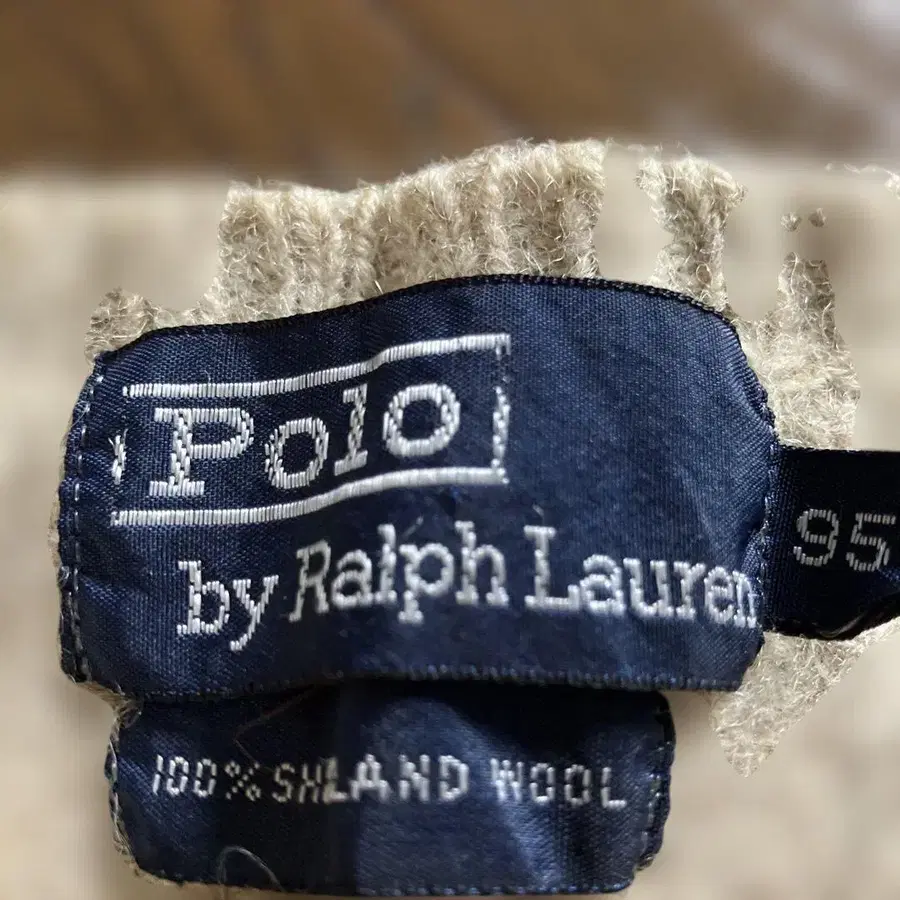 Polo
by Ralph Lauren
95
100% SHLAND WOOL